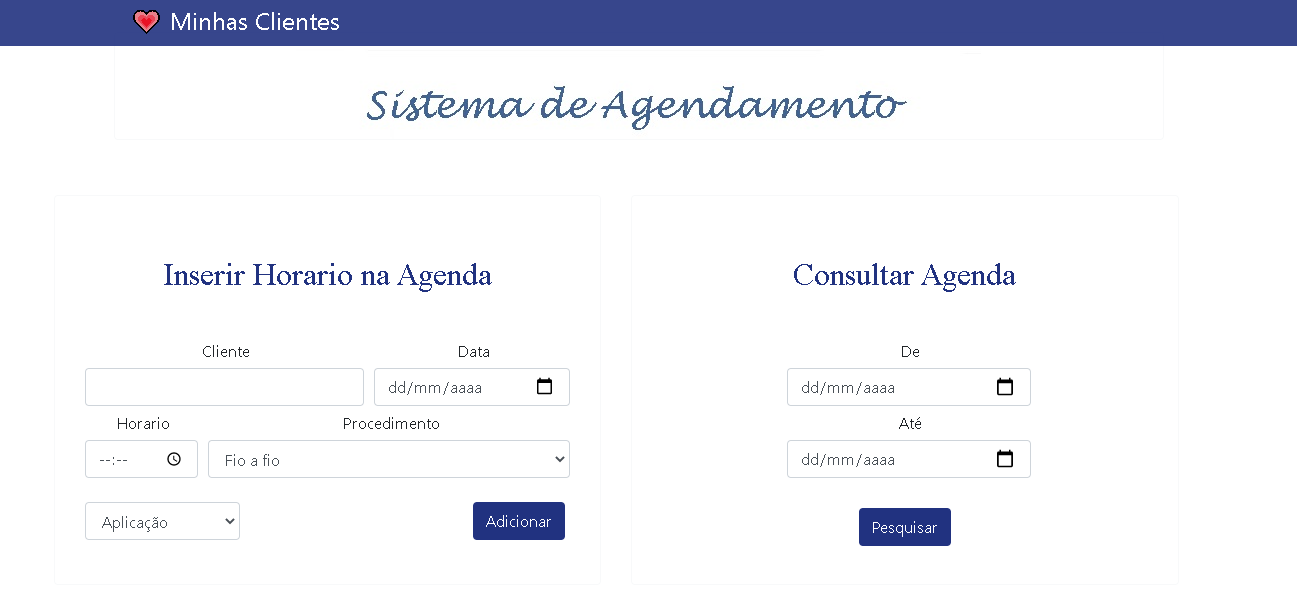 Minhas Clientes
Sistema de Agendamento
Inserir Horario na Agenda
Cliente Data
dd/mm/aaaa
Horario Procedimento
--:-- Fio a fio
Aplicação Adicionar
Consultar Agenda
De
dd/mm/aaaa
Até
dd/mm/aaaa
Pesquisar